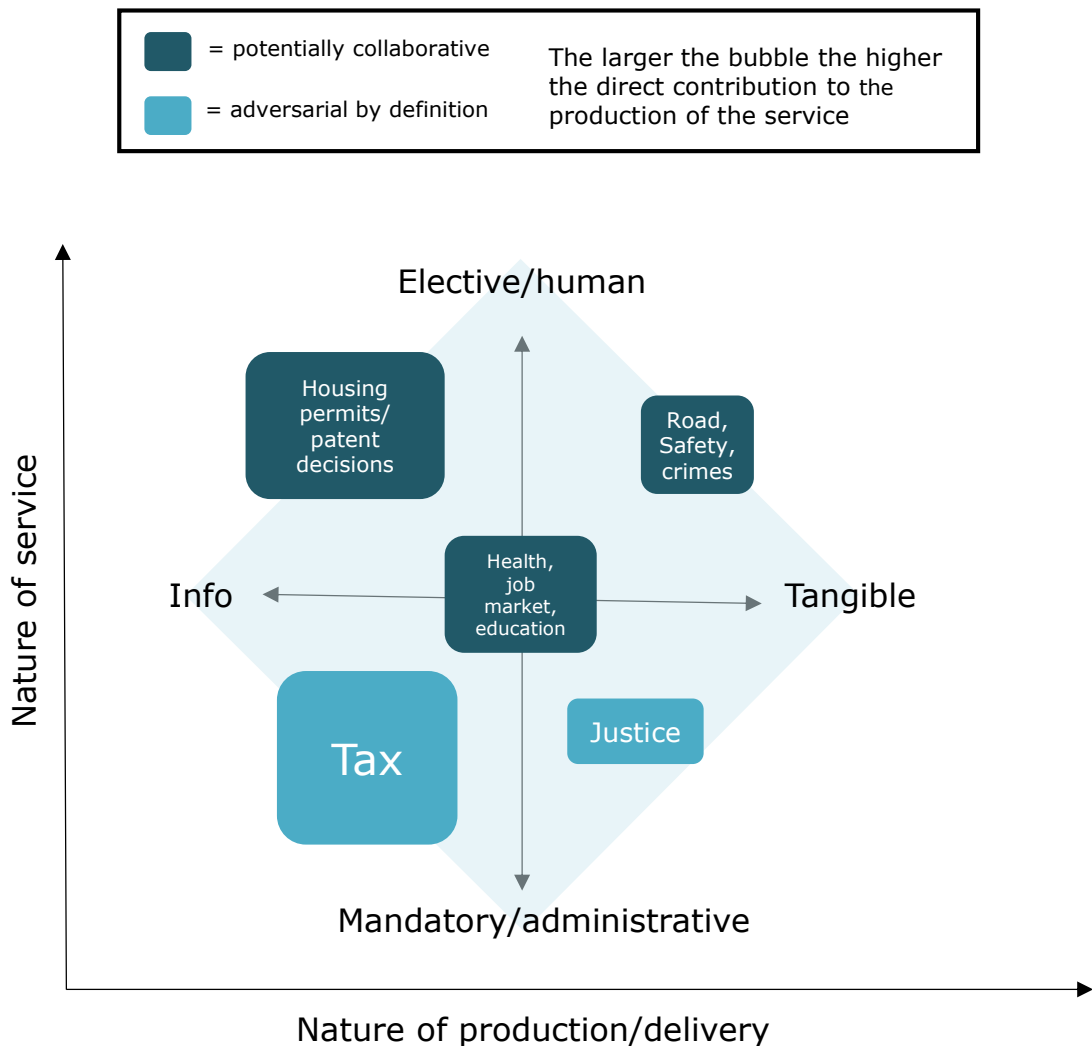 = potentially collaborative
= adversarial by definition
The larger the bubble the higher
the direct contribution to the
production of the service
Elective/human
Housing
permits/
patent
decisions
Road,
Safety,
crimes
Nature of service
Info
Health,
job
market,
education
Tangible
Tax
Justice
Mandatory/administrative
Nature of production/delivery